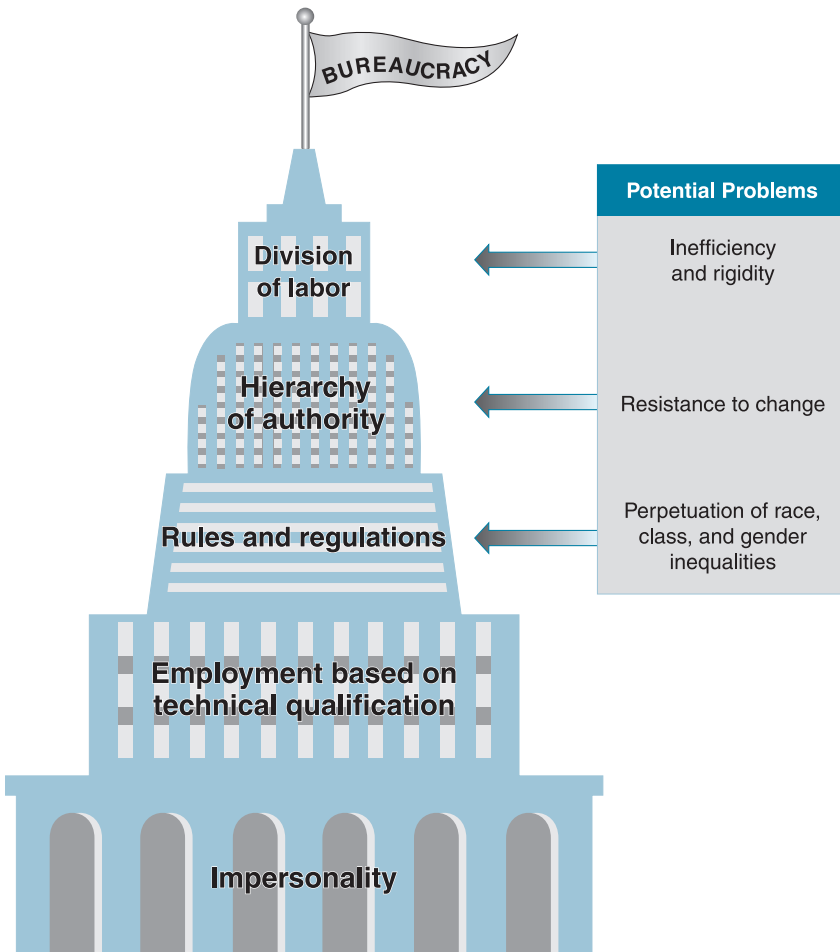 BUREAUCRACY
Division
of labor
Hierarchy
of authority
Rules and regulations
Employment based on
technical qualification
Impersonality
Potential Problems
Inefficiency
and rigidity
Resistance to change
Perpetuation of race,
class, and gender
inequalities